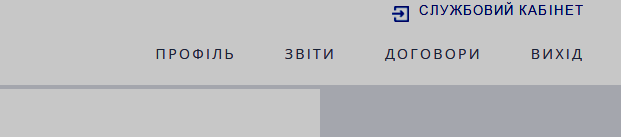 СЛУЖБОВИЙ КАБІНЕТ
ПРОФІЛЬ ЗВІТИ ДОГОВОРИ ВИХІД